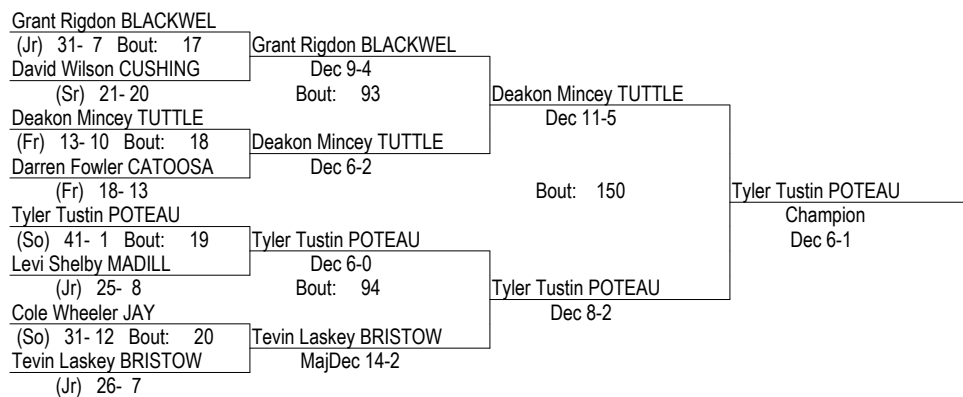 Grant Rigdon BLACKWEL
(Jr) 31- 7 Bout: 17
David Wilson CUSHING
(Sr) 21- 20
Deakon Mincey TUTTLE
(Fr) 13- 10 Bout: 18
Darren Fowler CATOOSA
(Fr) 18- 13
Tyler Tustin POTEAU
(So) 41- 1 Bout: 19
Levi Shelby MADILL
(Jr) 25- 8
Cole Wheeler JAY
(So) 31- 12 Bout: 20
Tevin Laskey BRISTOW
(Jr) 26- 7
Grant Rigdon BLACKWEL
Dec 9-4
Bout: 93
Deakon Mincey TUTTLE
Dec 6-2
Tyler Tustin POTEAU
Dec 6-0
Bout: 94
Tevin Laskey BRISTOW
MajDec 14-2
Deakon Mincey TUTTLE
Dec 11-5
Bout: 150
Tyler Tustin POTEAU
Dec 8-2
Tyler Tustin POTEAU
Champion
Dec 6-1